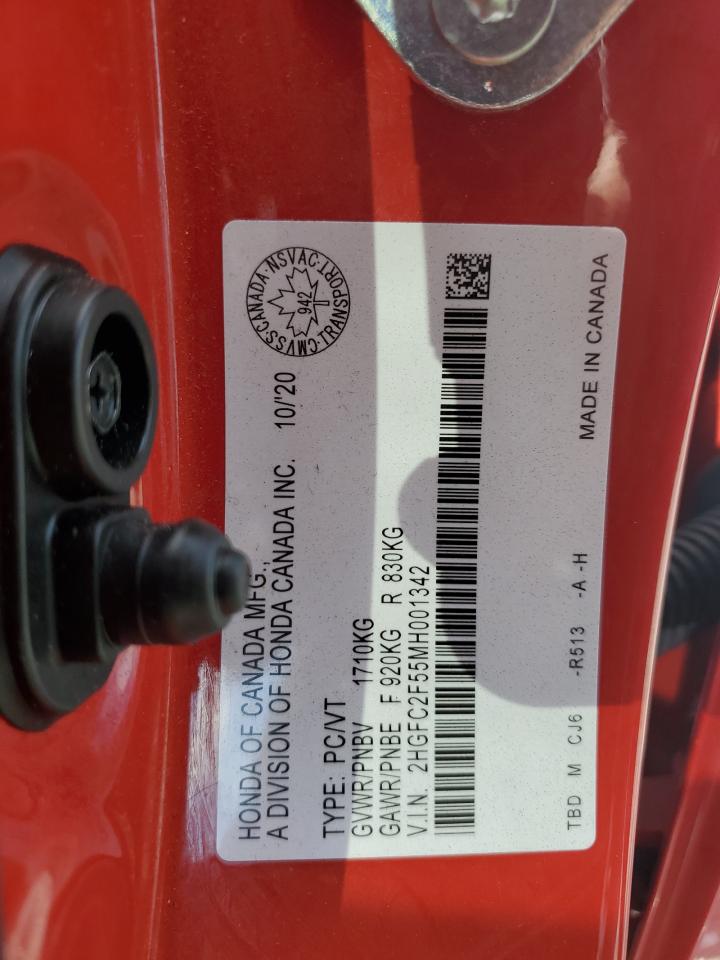 HONDA OF CANADA MFG.,
A DIVISION OF HONDA CANADA INC. 10/'20
CMVSS·CANADA·NSVAC·TRANSPORT·
942
TYPE: PC/VT
GVWR/PNBV 1710KG
GAWR/PNBE F 920KG R 830KG
V.I.N. 2HGFC2F55MH001342
TBD M CJ6 -R513 -A -H MADE IN CANADA